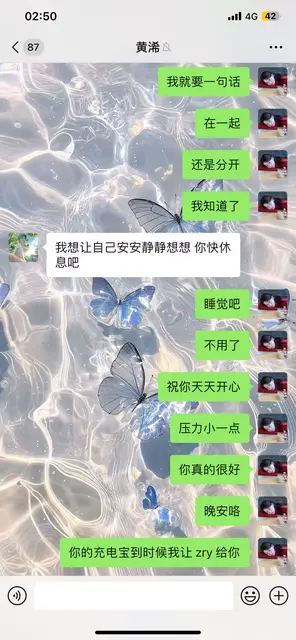 02:50
4G
42
87
黄浠
我就要一句话
在一起
还是分开
我知道了
我想让自己安安静静想想 你快休
息吧
睡觉吧
不用了
祝你天天开心
压力小一点
你真的很好
晚安咯
你的充电宝到时候我让 zry 给你